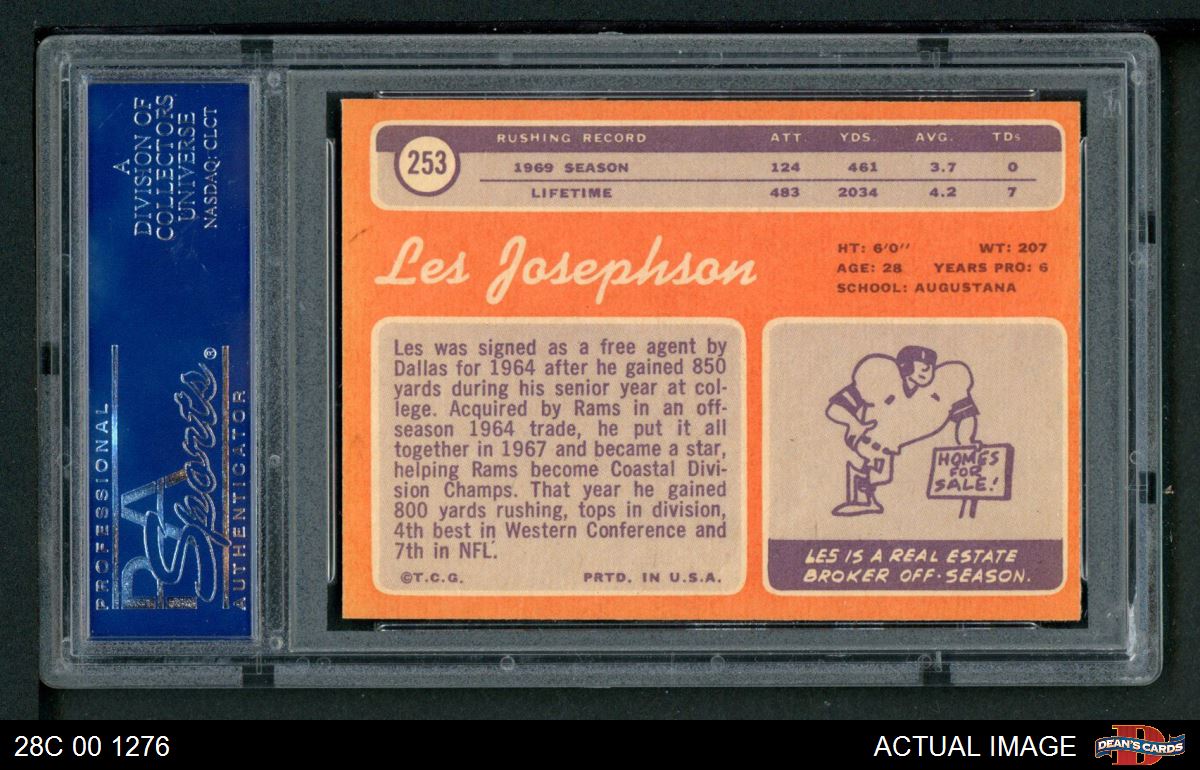 A
DIVISION OF
COLLECTORS
UNIVERSE
NASDAQ: CLCT
PROFESSIONAL
PSA
Sports®
AUTHENTICATOR
253
RUSHING RECORD ATT. YDS. AVG. TDs
1969 SEASON 124 461 3.7 0
LIFETIME 483 2034 4.2 7
Les Josephson
HT: 6'0'' WT: 207
AGE: 28 YEARS PRO: 6
SCHOOL: AUGUSTANA
Les was signed as a free agent by
Dallas for 1964 after he gained 850
yards during his senior year at col-
lege. Acquired by Rams in an off-
season 1964 trade, he put it all
together in 1967 and became a star,
helping Rams become Coastal Divi-
sion Champs. That year he gained
800 yards rushing, tops in division,
4th best in Western Conference and
7th in NFL.
©T.C.G. PRTD. IN U.S.A.
HOMES
FOR
SALE!
LES IS A REAL ESTATE
BROKER OFF-SEASON.
28C 00 1276
ACTUAL IMAGE
D
DEAN'S CARDS